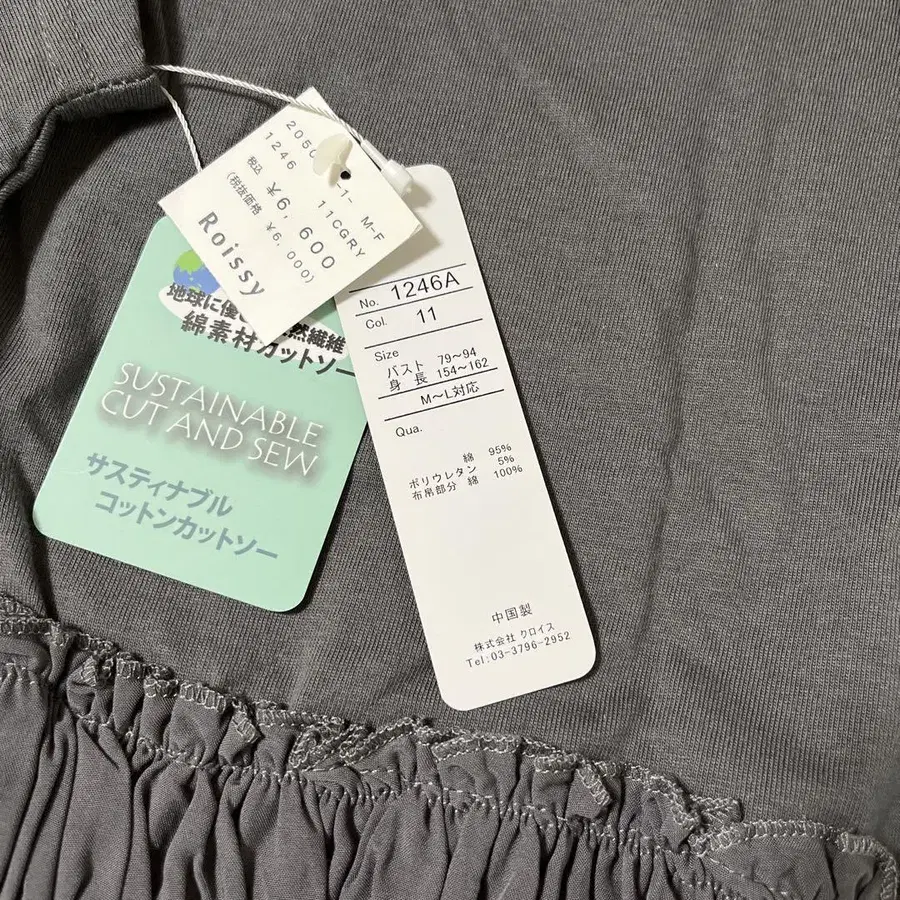 2050 1- M-F
1246 11CGRY
税込 ¥6,600
(税抜価格 ¥6,000)
Roissy
地球に優 然繊維
綿素材カットソー
SUSTAINABLE
CUT AND SEW
サスティナブル
コットンカットソー
No. 1246A
Col. 11
Size
バスト 79〜94
身長 154〜162
M〜L対応
Qua.
綿 95%
ポリウレタン 5%
布帛部分 綿 100%
中国製
株式会社 クロイス
Tel:03-3796-2952